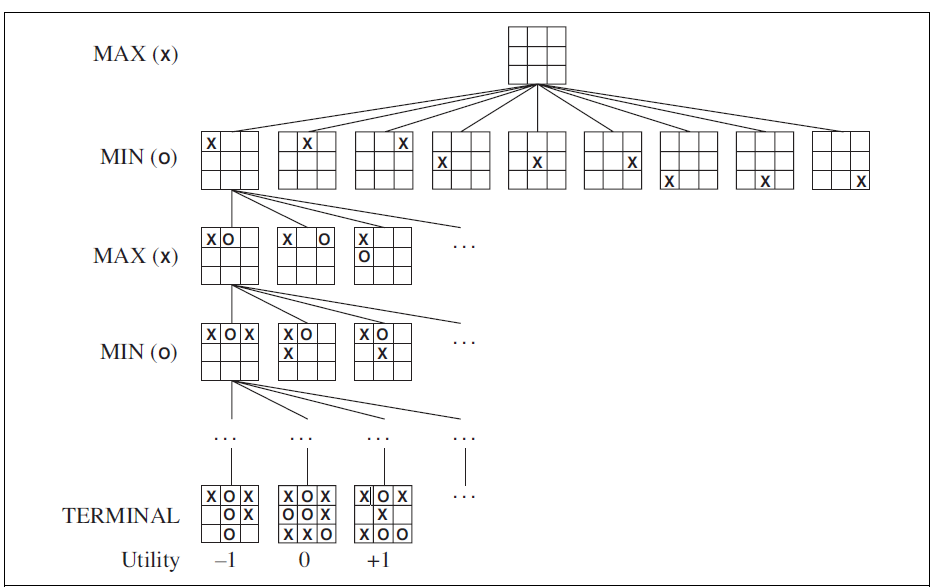 MAX (X)
MIN (O)
X X X X X X X X X
MAX (X)
X O X O X ...
O
MIN (O)
X O X X O X O ...
X X
... ... ... ...
TERMINAL
X O X X O X X O X ...
O X O O X X
O X X O X O O
Utility –1 0 +1